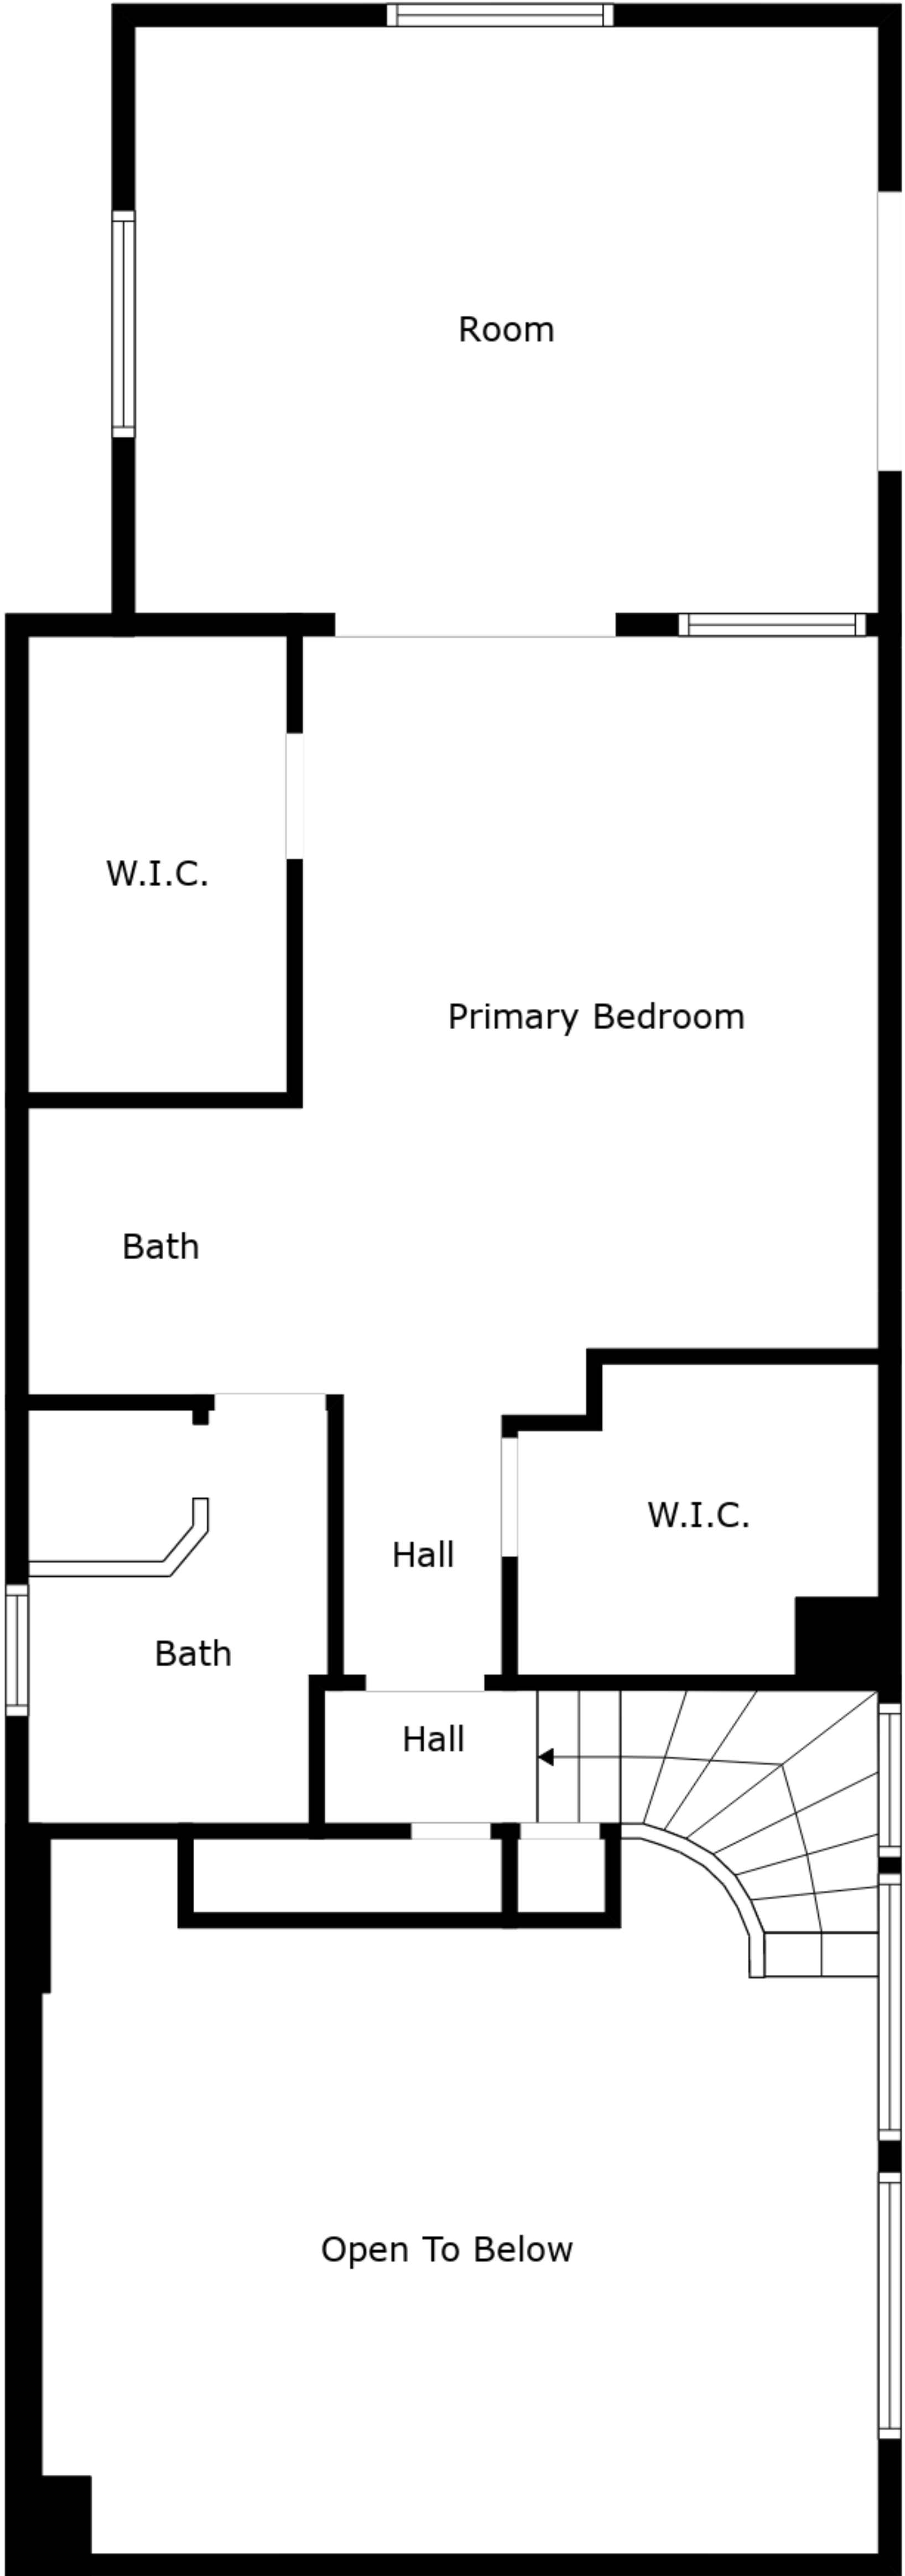 Room
W.I.C.
Primary Bedroom
Bath
W.I.C.
Hall
Bath
Hall
Open To Below